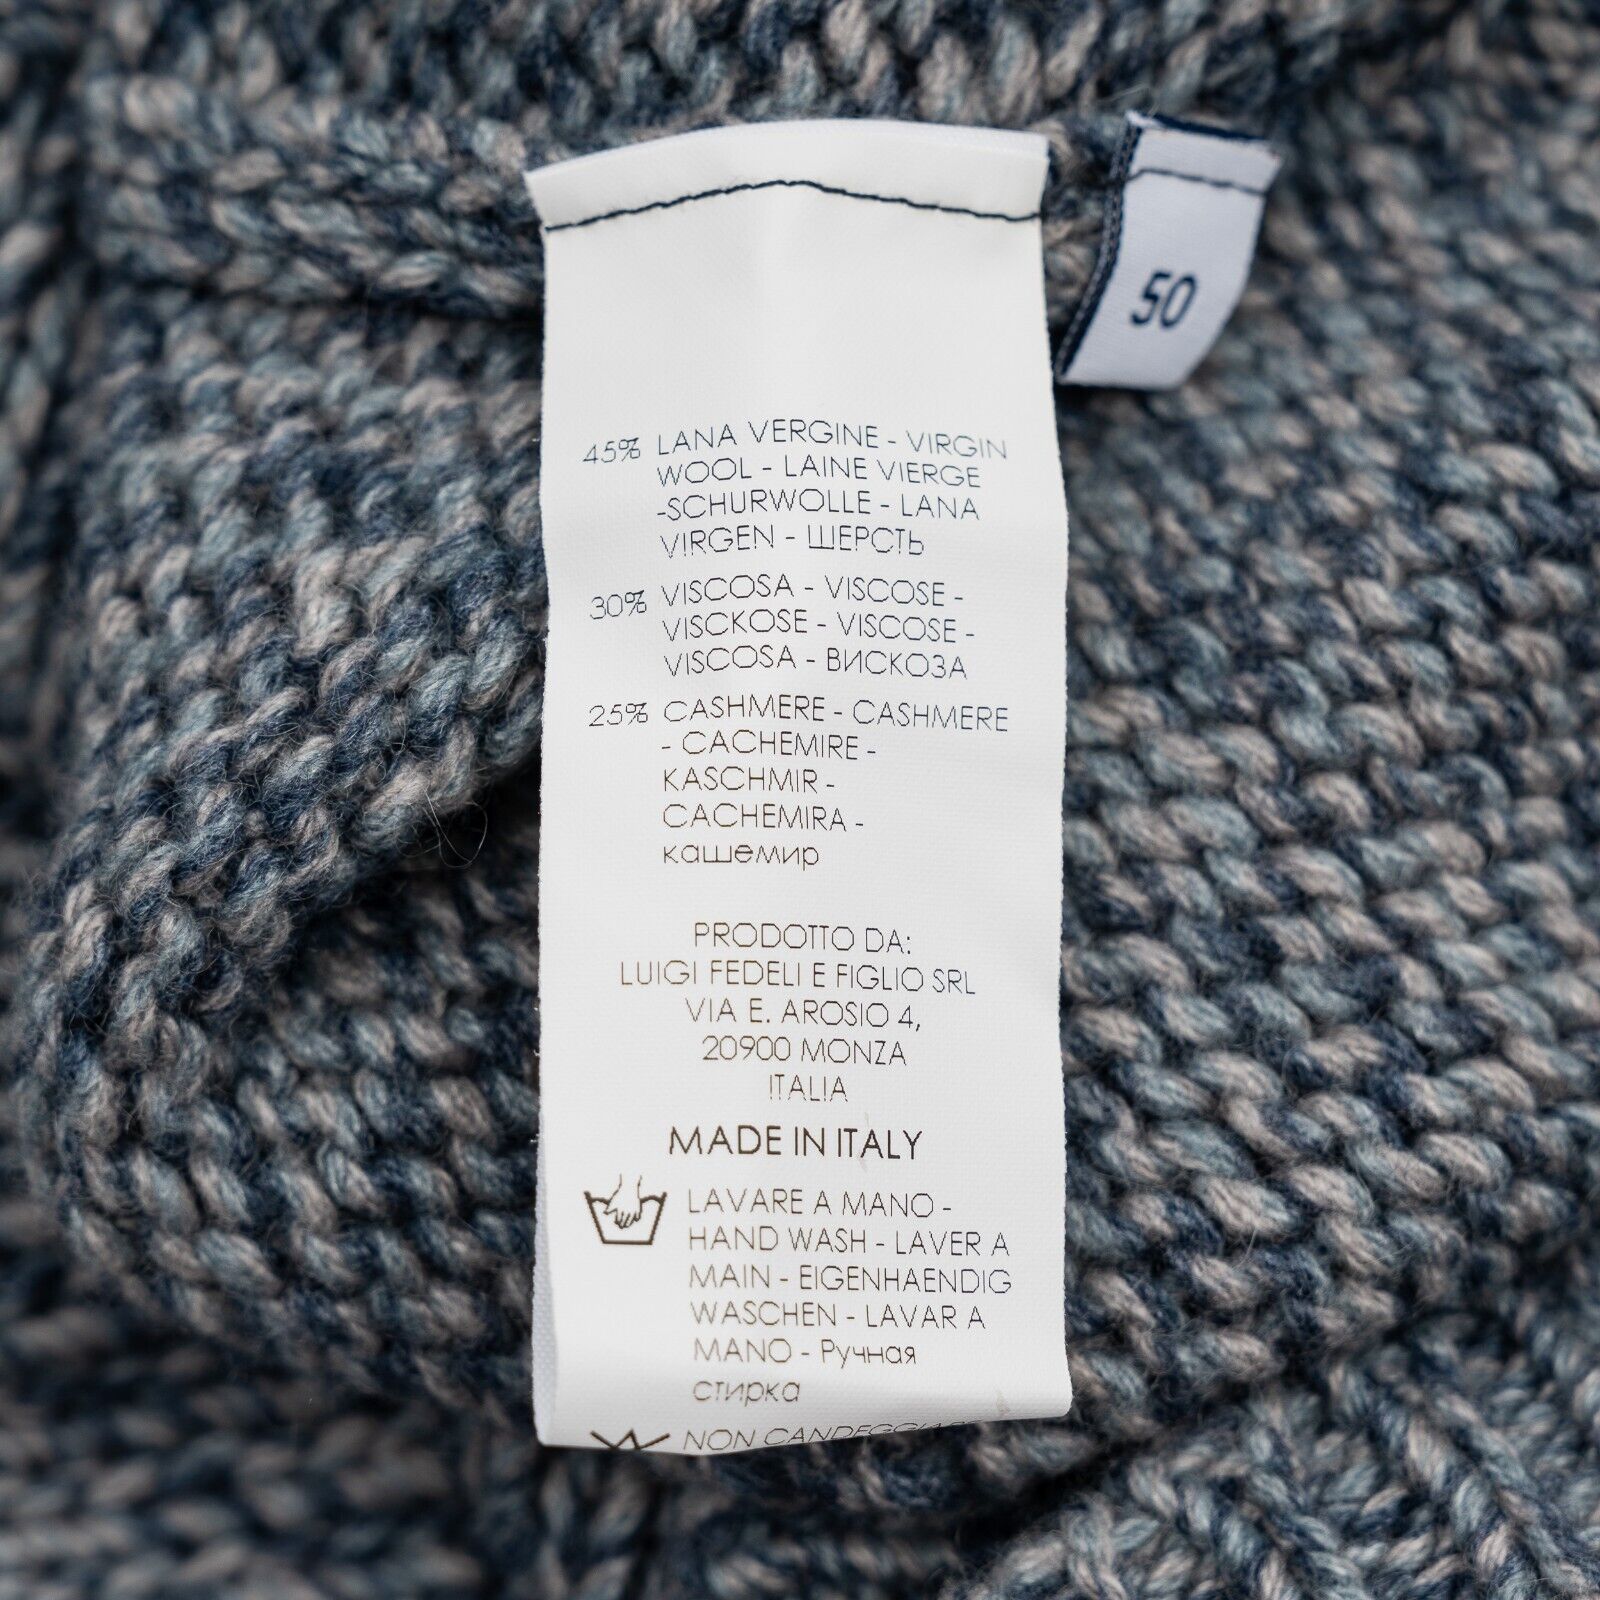 50
45% LANA VERGINE - VIRGIN
WOOL - LAINE VIERGE
-SCHURWOLLE - LANA
VIRGEN - ШЕРСТЬ
30% VISCOSA - VISCOSE -
VISCKOSE - VISCOSE -
VISCOSA - ВИСКОЗА
25% CASHMERE - CASHMERE
- CACHEMIRE -
KASCHMIR -
CACHEMIRA -
кашемир
PRODOTTO DA:
LUIGI FEDELI E FIGLIO SRL
VIA E. AROSIO 4,
20900 MONZA
ITALIA
MADE IN ITALY
LAVARE A MANO -
HAND WASH - LAVER A
MAIN - EIGENHAENDIG
WASCHEN - LAVAR A
MANO - Ручная
стирка
NON CANDEGGIARE